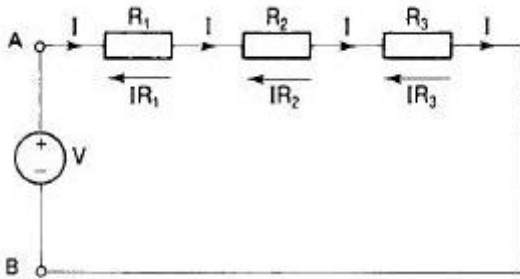 A I R₁ I R₂ I R₃ I
IR₁ IR₂ IR₃
+
V
−
B